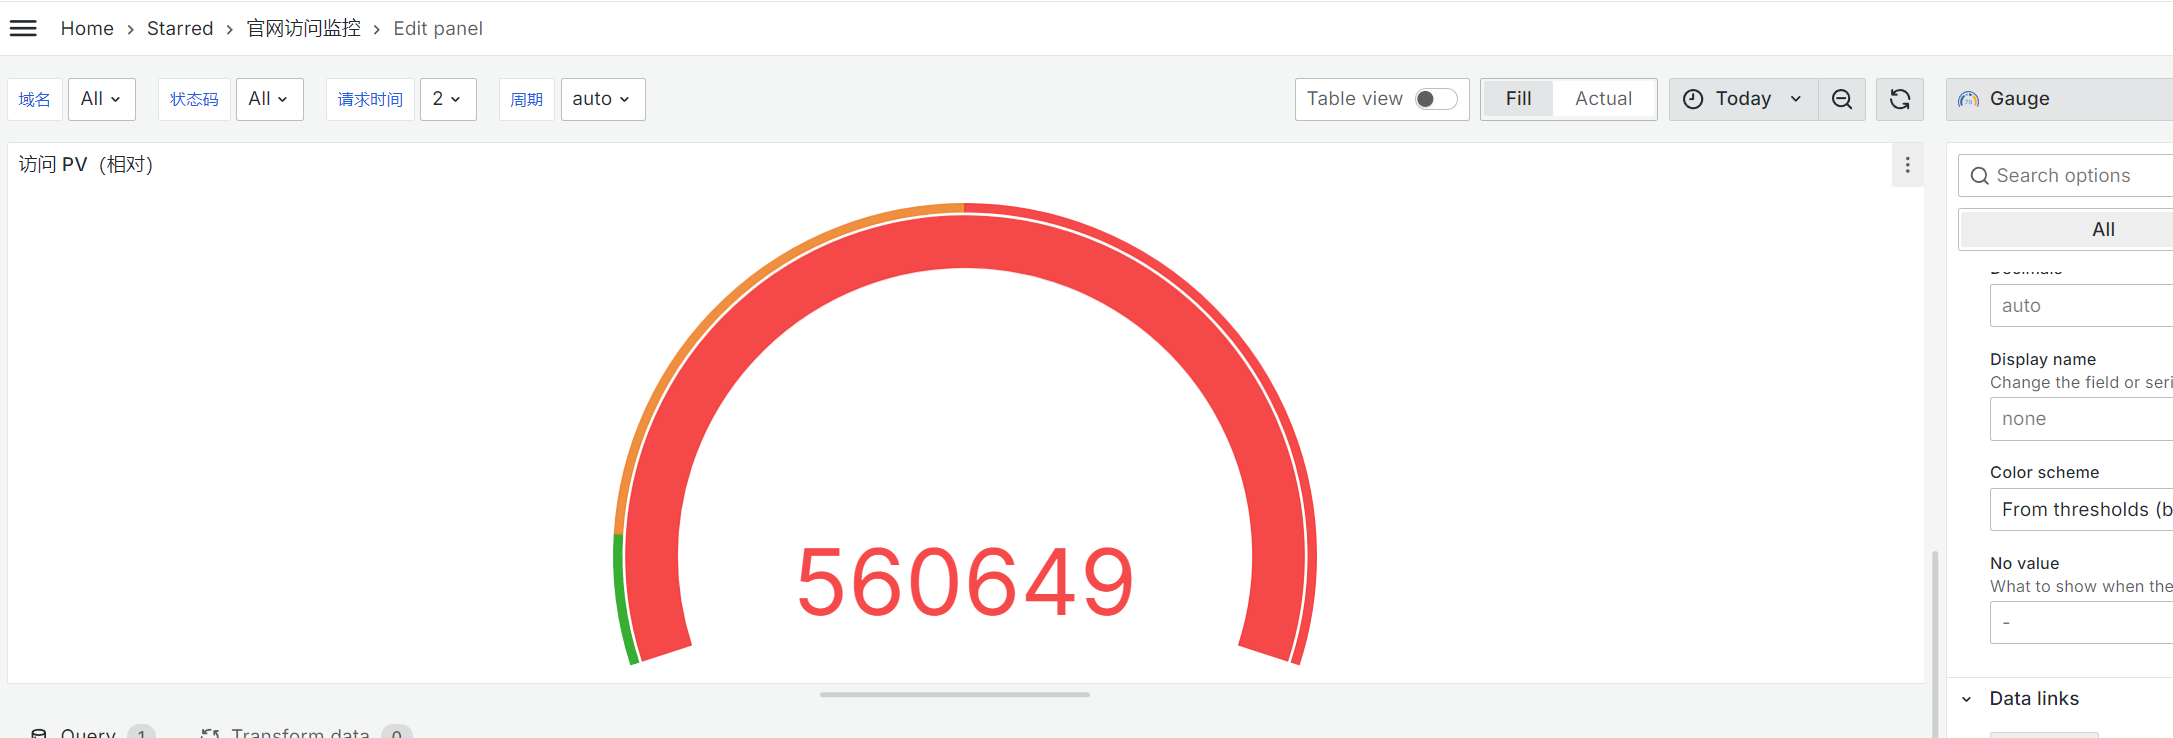 Home > Starred > 官网访问监控 > Edit panel
域名 All 状态码 All 请求时间 2 周期 auto
Table view Fill Actual Today Gauge
访问 PV（相对）
Search options
All
Decimals
auto
Display name
Change the field or seri
none
Color scheme
From thresholds (b
No value
What to show when the
-
560649
Data links
Query 1 Transform data 0